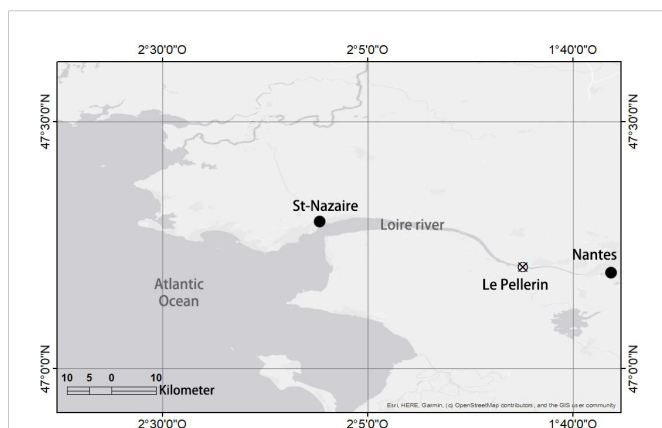 2°30'0"O 2°5'0"O 1°40'0"O
47°30'0"N 47°30'0"N
St-Nazaire
Loire river
Nantes
Le Pellerin
Atlantic
Ocean
47°0'0"N 47°0'0"N
10 5 0 10
Kilometer
Esri, HERE, Garmin, (c) OpenStreetMap contributors, and the GIS user community
2°30'0"O 2°5'0"O 1°40'0"O